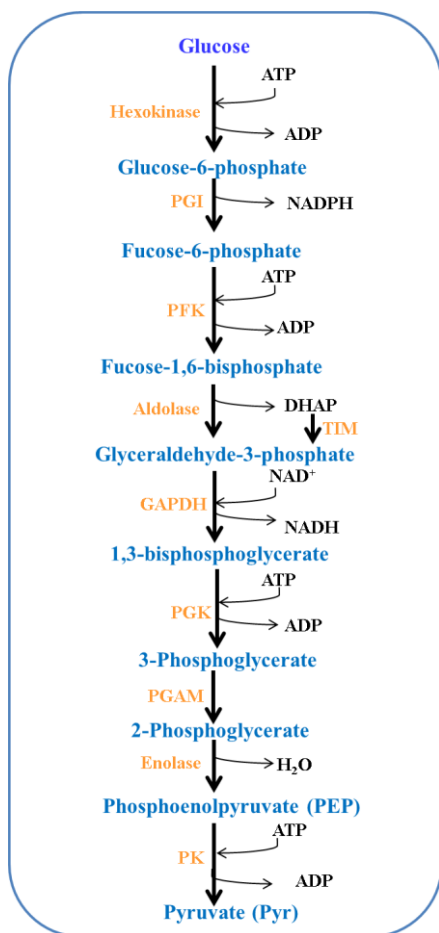 Glucose
ATP
Hexokinase
ADP
Glucose-6-phosphate
PGI
NADPH
Fucose-6-phosphate
ATP
PFK
ADP
Fucose-1,6-bisphosphate
Aldolase
DHAP
TIM
Glyceraldehyde-3-phosphate
NAD⁺
GAPDH
NADH
1,3-bisphosphoglycerate
ATP
PGK
ADP
3-Phosphoglycerate
PGAM
2-Phosphoglycerate
Enolase
H₂O
Phosphoenolpyruvate (PEP)
ATP
PK
ADP
Pyruvate (Pyr)